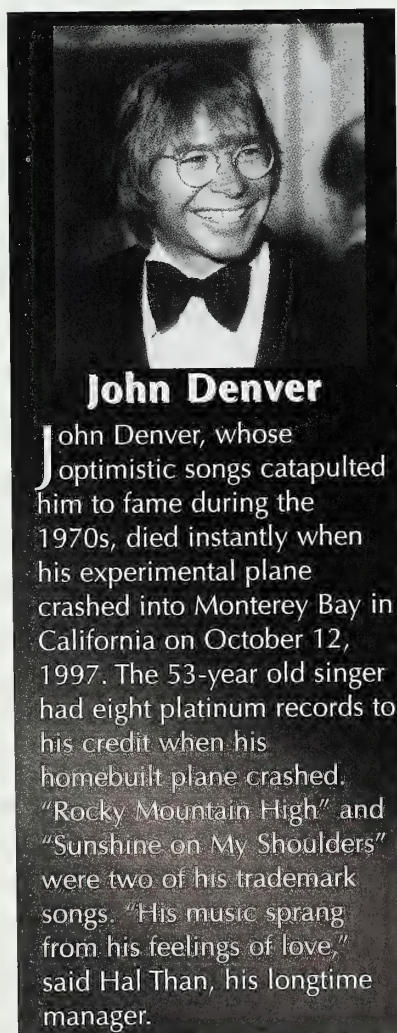 John Denver
John Denver, whose
optimistic songs catapulted
him to fame during the
1970s, died instantly when
his experimental plane
crashed into Monterey Bay in
California on October 12,
1997. The 53-year old singer
had eight platinum records to
his credit when his
homebuilt plane crashed.
"Rocky Mountain High" and
"Sunshine on My Shoulders"
were two of his trademark
songs. "His music sprang
from his feelings of love,"
said Hal Than, his longtime
manager.